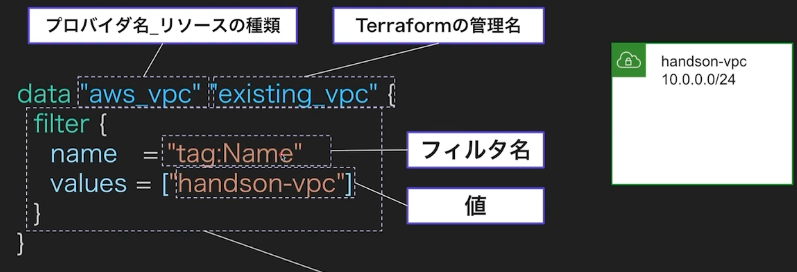 プロバイダ名_リソースの種類
Terraformの管理名
data "aws_vpc" "existing_vpc" {
filter {
name = "tag:Name"
values = ["handson-vpc"]
}
}
フィルタ名
値
handson-vpc
10.0.0.0/24